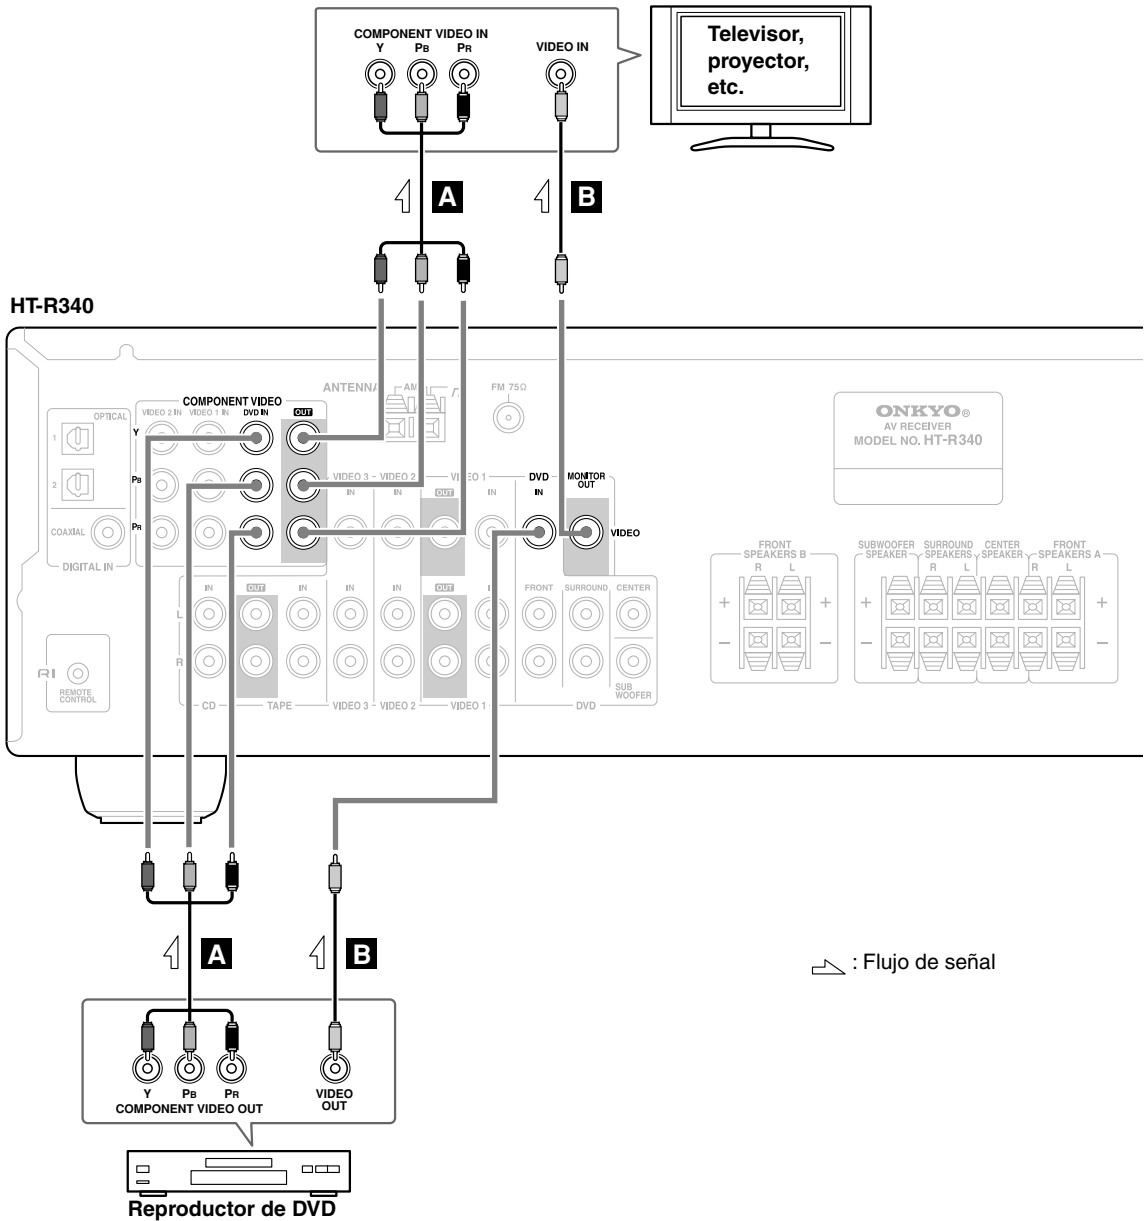 COMPONENT VIDEO IN
Y PB PR
VIDEO IN
Televisor,
proyector,
etc.
A
B
HT-R340
ANTENNA
AM
FM 75Ω
COMPONENT VIDEO
VIDEO 2 IN VIDEO 1 IN DVD IN OUT
OPTICAL
1
2
COAXIAL
DIGITAL IN
Y
PB
PR
VIDEO 3 VIDEO 2 VIDEO 1 DVD MONITOR OUT
IN IN OUT IN IN
VIDEO
ONKYO®
AV RECEIVER
MODEL NO. HT-R340
FRONT
SPEAKERS B
R L
SUBWOOFER
SPEAKER
SURROUND
SPEAKERS
R L
CENTER
SPEAKER
FRONT
SPEAKERS A
R L
+ + + +
– – – –
IN OUT IN IN IN OUT IN FRONT SURROUND CENTER
L
R
SUB
WOOFER
CD TAPE VIDEO 3 VIDEO 2 VIDEO 1 DVD
RI
REMOTE
CONTROL
A
B
: Flujo de señal
Y PB PR
COMPONENT VIDEO OUT
VIDEO
OUT
Reproductor de DVD